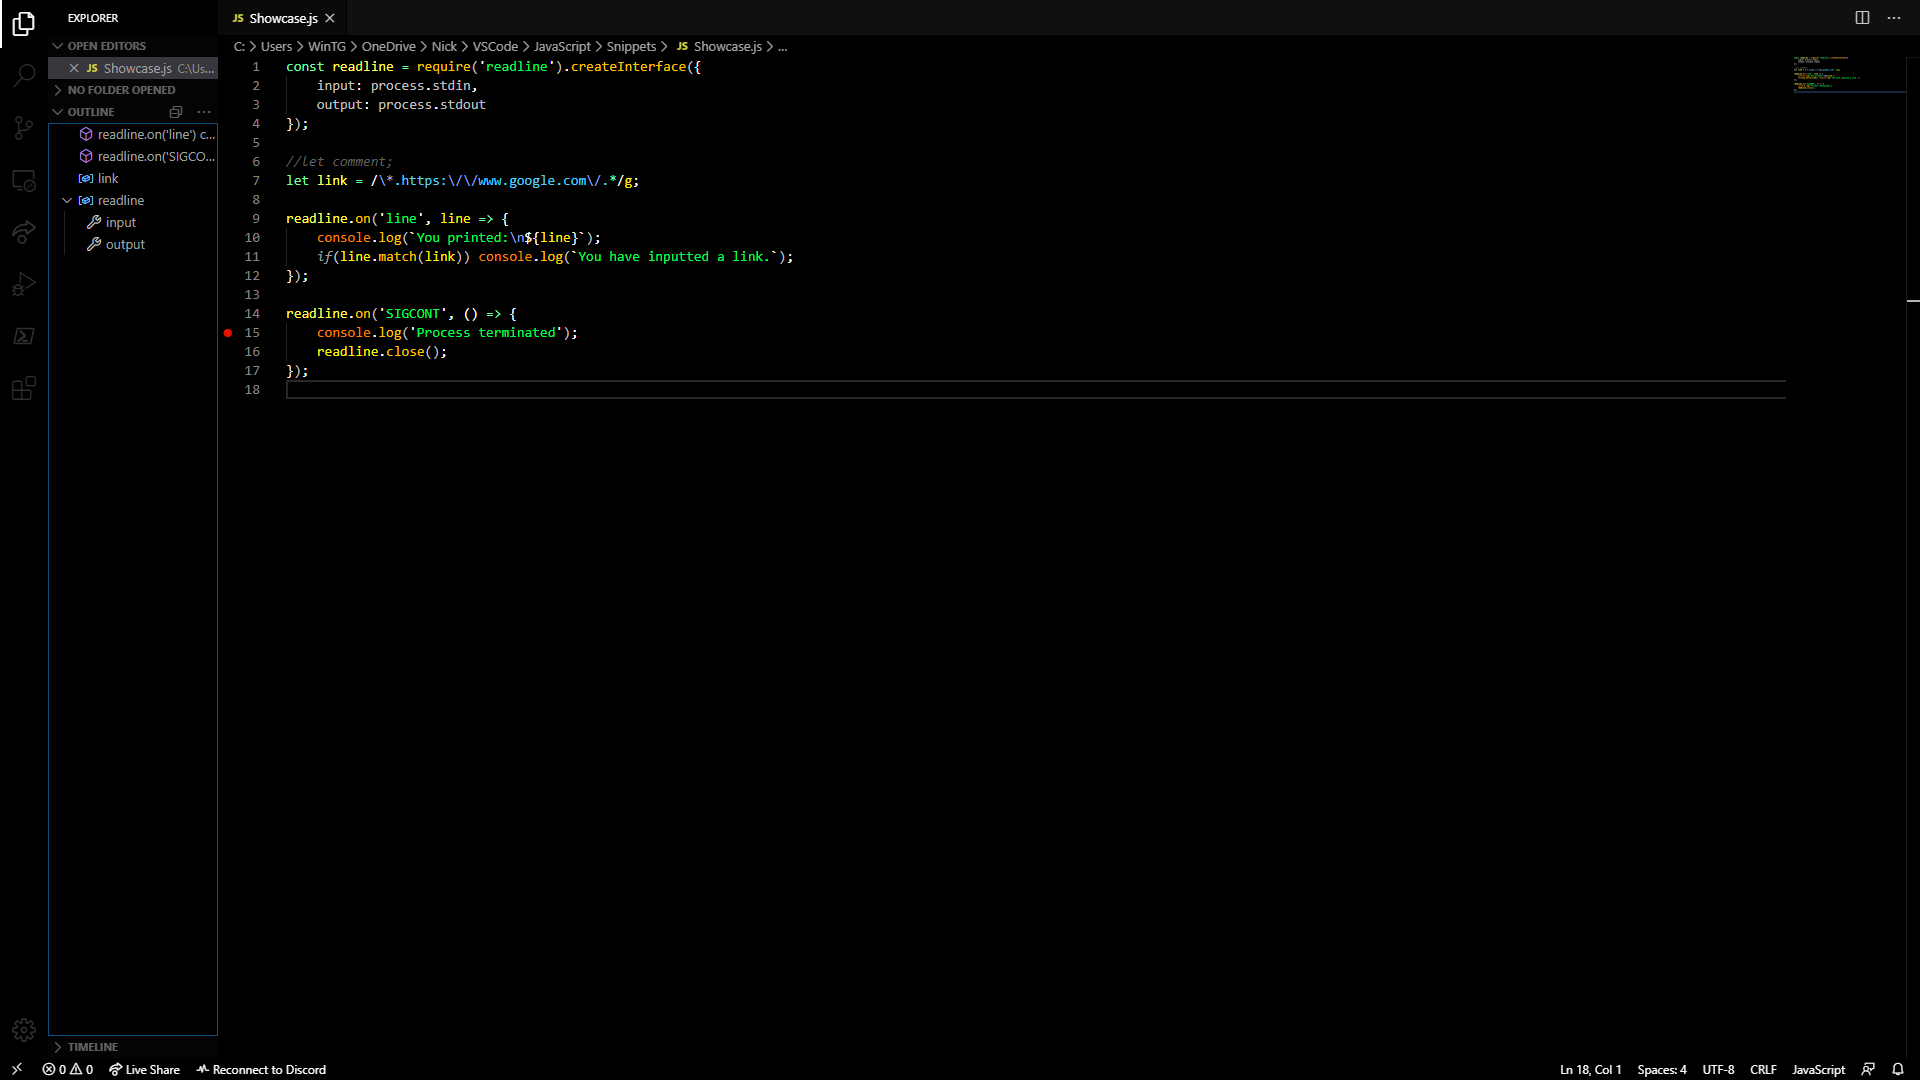 EXPLORER
JS Showcase.js
OPEN EDITORS
JS Showcase.js C:\Us...
NO FOLDER OPENED
OUTLINE
readline.on('line') c...
readline.on('SIGCO...
link
readline
input
output
TIMELINE
C: > Users > WinTG > OneDrive > Nick > VSCode > JavaScript > Snippets > JS Showcase.js > ...
1 const readline = require('readline').createInterface({
2     input: process.stdin,
3     output: process.stdout
4 });
5
6 //let comment;
7 let link = /\*.https:\/\/www.google.com\/.*/g;
8
9 readline.on('line', line => {
10     console.log(`You printed:\n${line}`);
11     if(line.match(link)) console.log(`You have inputted a link.`);
12 });
13
14 readline.on('SIGCONT', () => {
15     console.log('Process terminated');
16     readline.close();
17 });
18
0 0 Live Share Reconnect to Discord Ln 18, Col 1 Spaces: 4 UTF-8 CRLF JavaScript